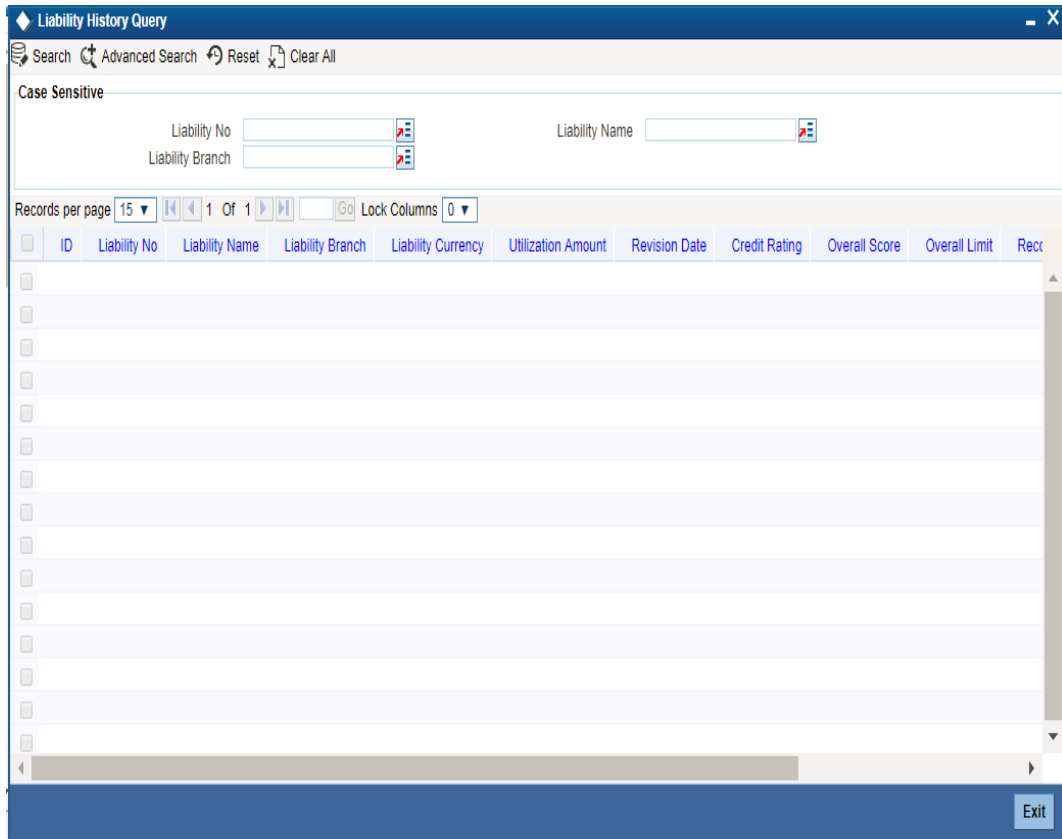 Liability History Query
Search Advanced Search Reset Clear All
Case Sensitive
Liability No Liability Name
Liability Branch
Records per page 15 1 Of 1 Go Lock Columns 0
ID Liability No Liability Name Liability Branch Liability Currency Utilization Amount Revision Date Credit Rating Overall Score Overall Limit Reco
Exit